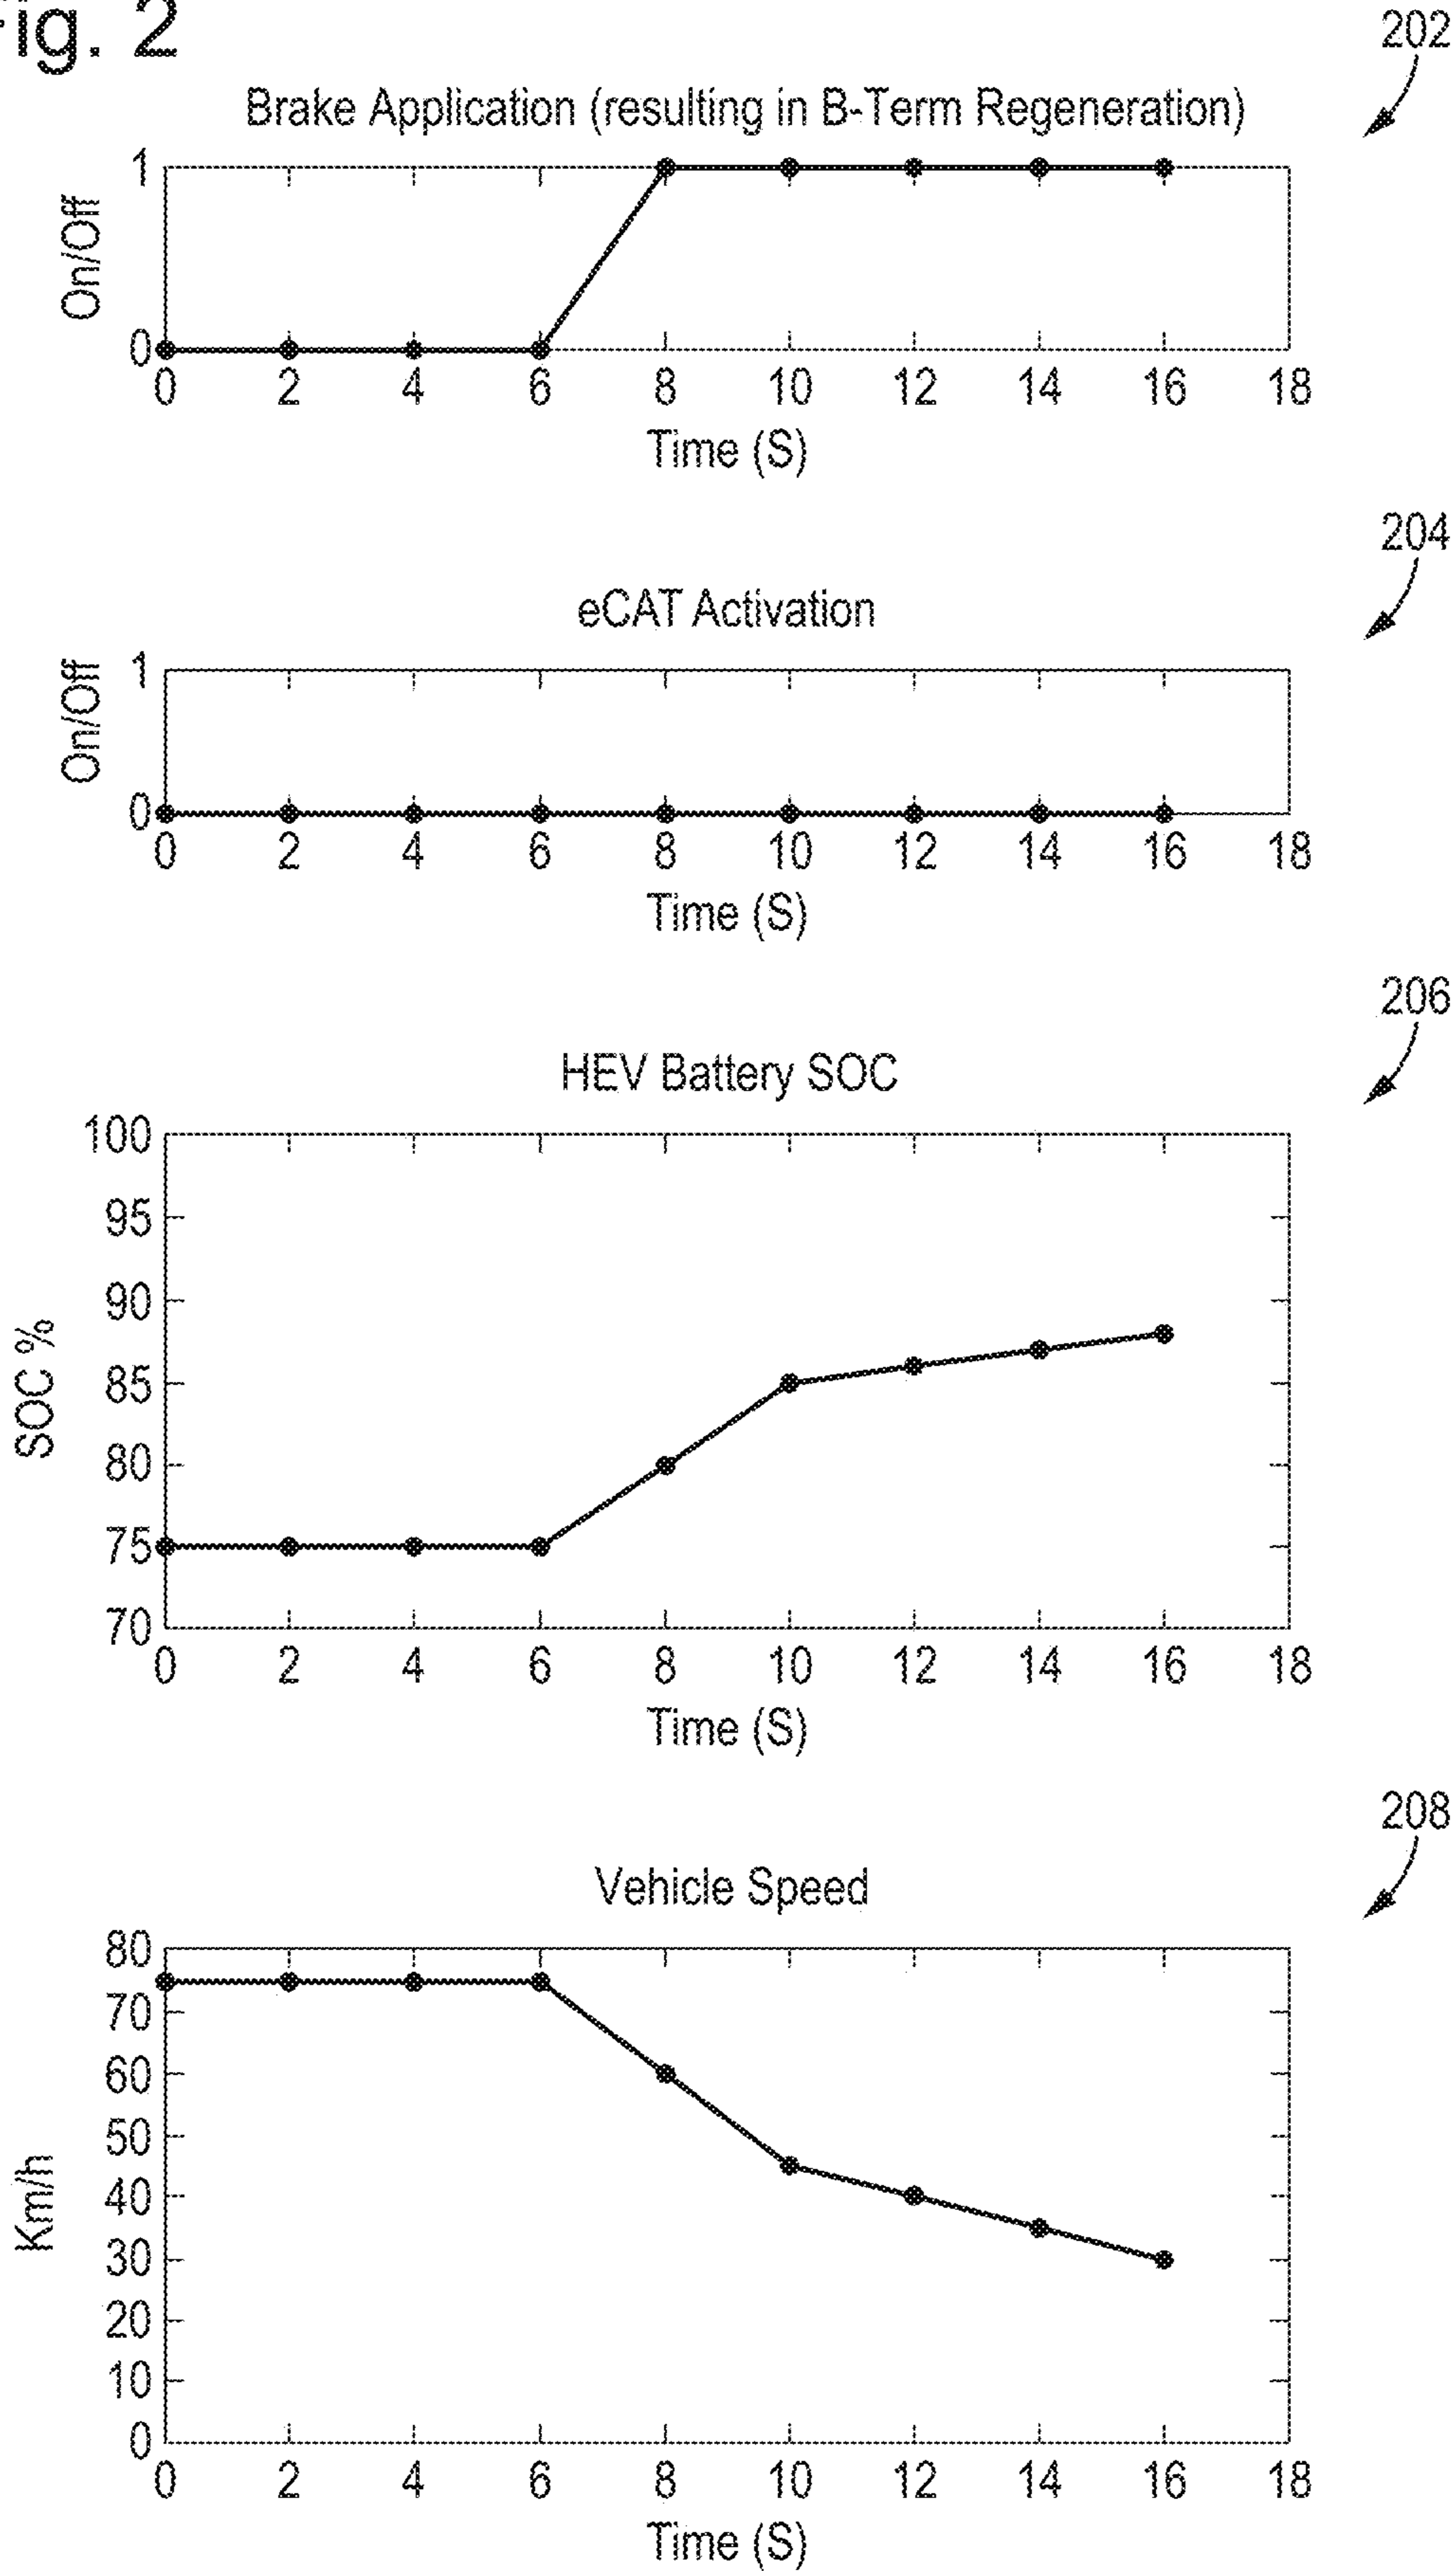 Fig. 2
202
Brake Application (resulting in B-Term Regeneration)
On/Off
1
0
0 2 4 6 8 10 12 14 16 18
Time (S)
204
eCAT Activation
On/Off
1
0
0 2 4 6 8 10 12 14 16 18
Time (S)
206
HEV Battery SOC
SOC %
100
95
90
85
80
75
70
0 2 4 6 8 10 12 14 16 18
Time (S)
208
Vehicle Speed
Km/h
80
70
60
50
40
30
20
10
0
0 2 4 6 8 10 12 14 16 18
Time (S)